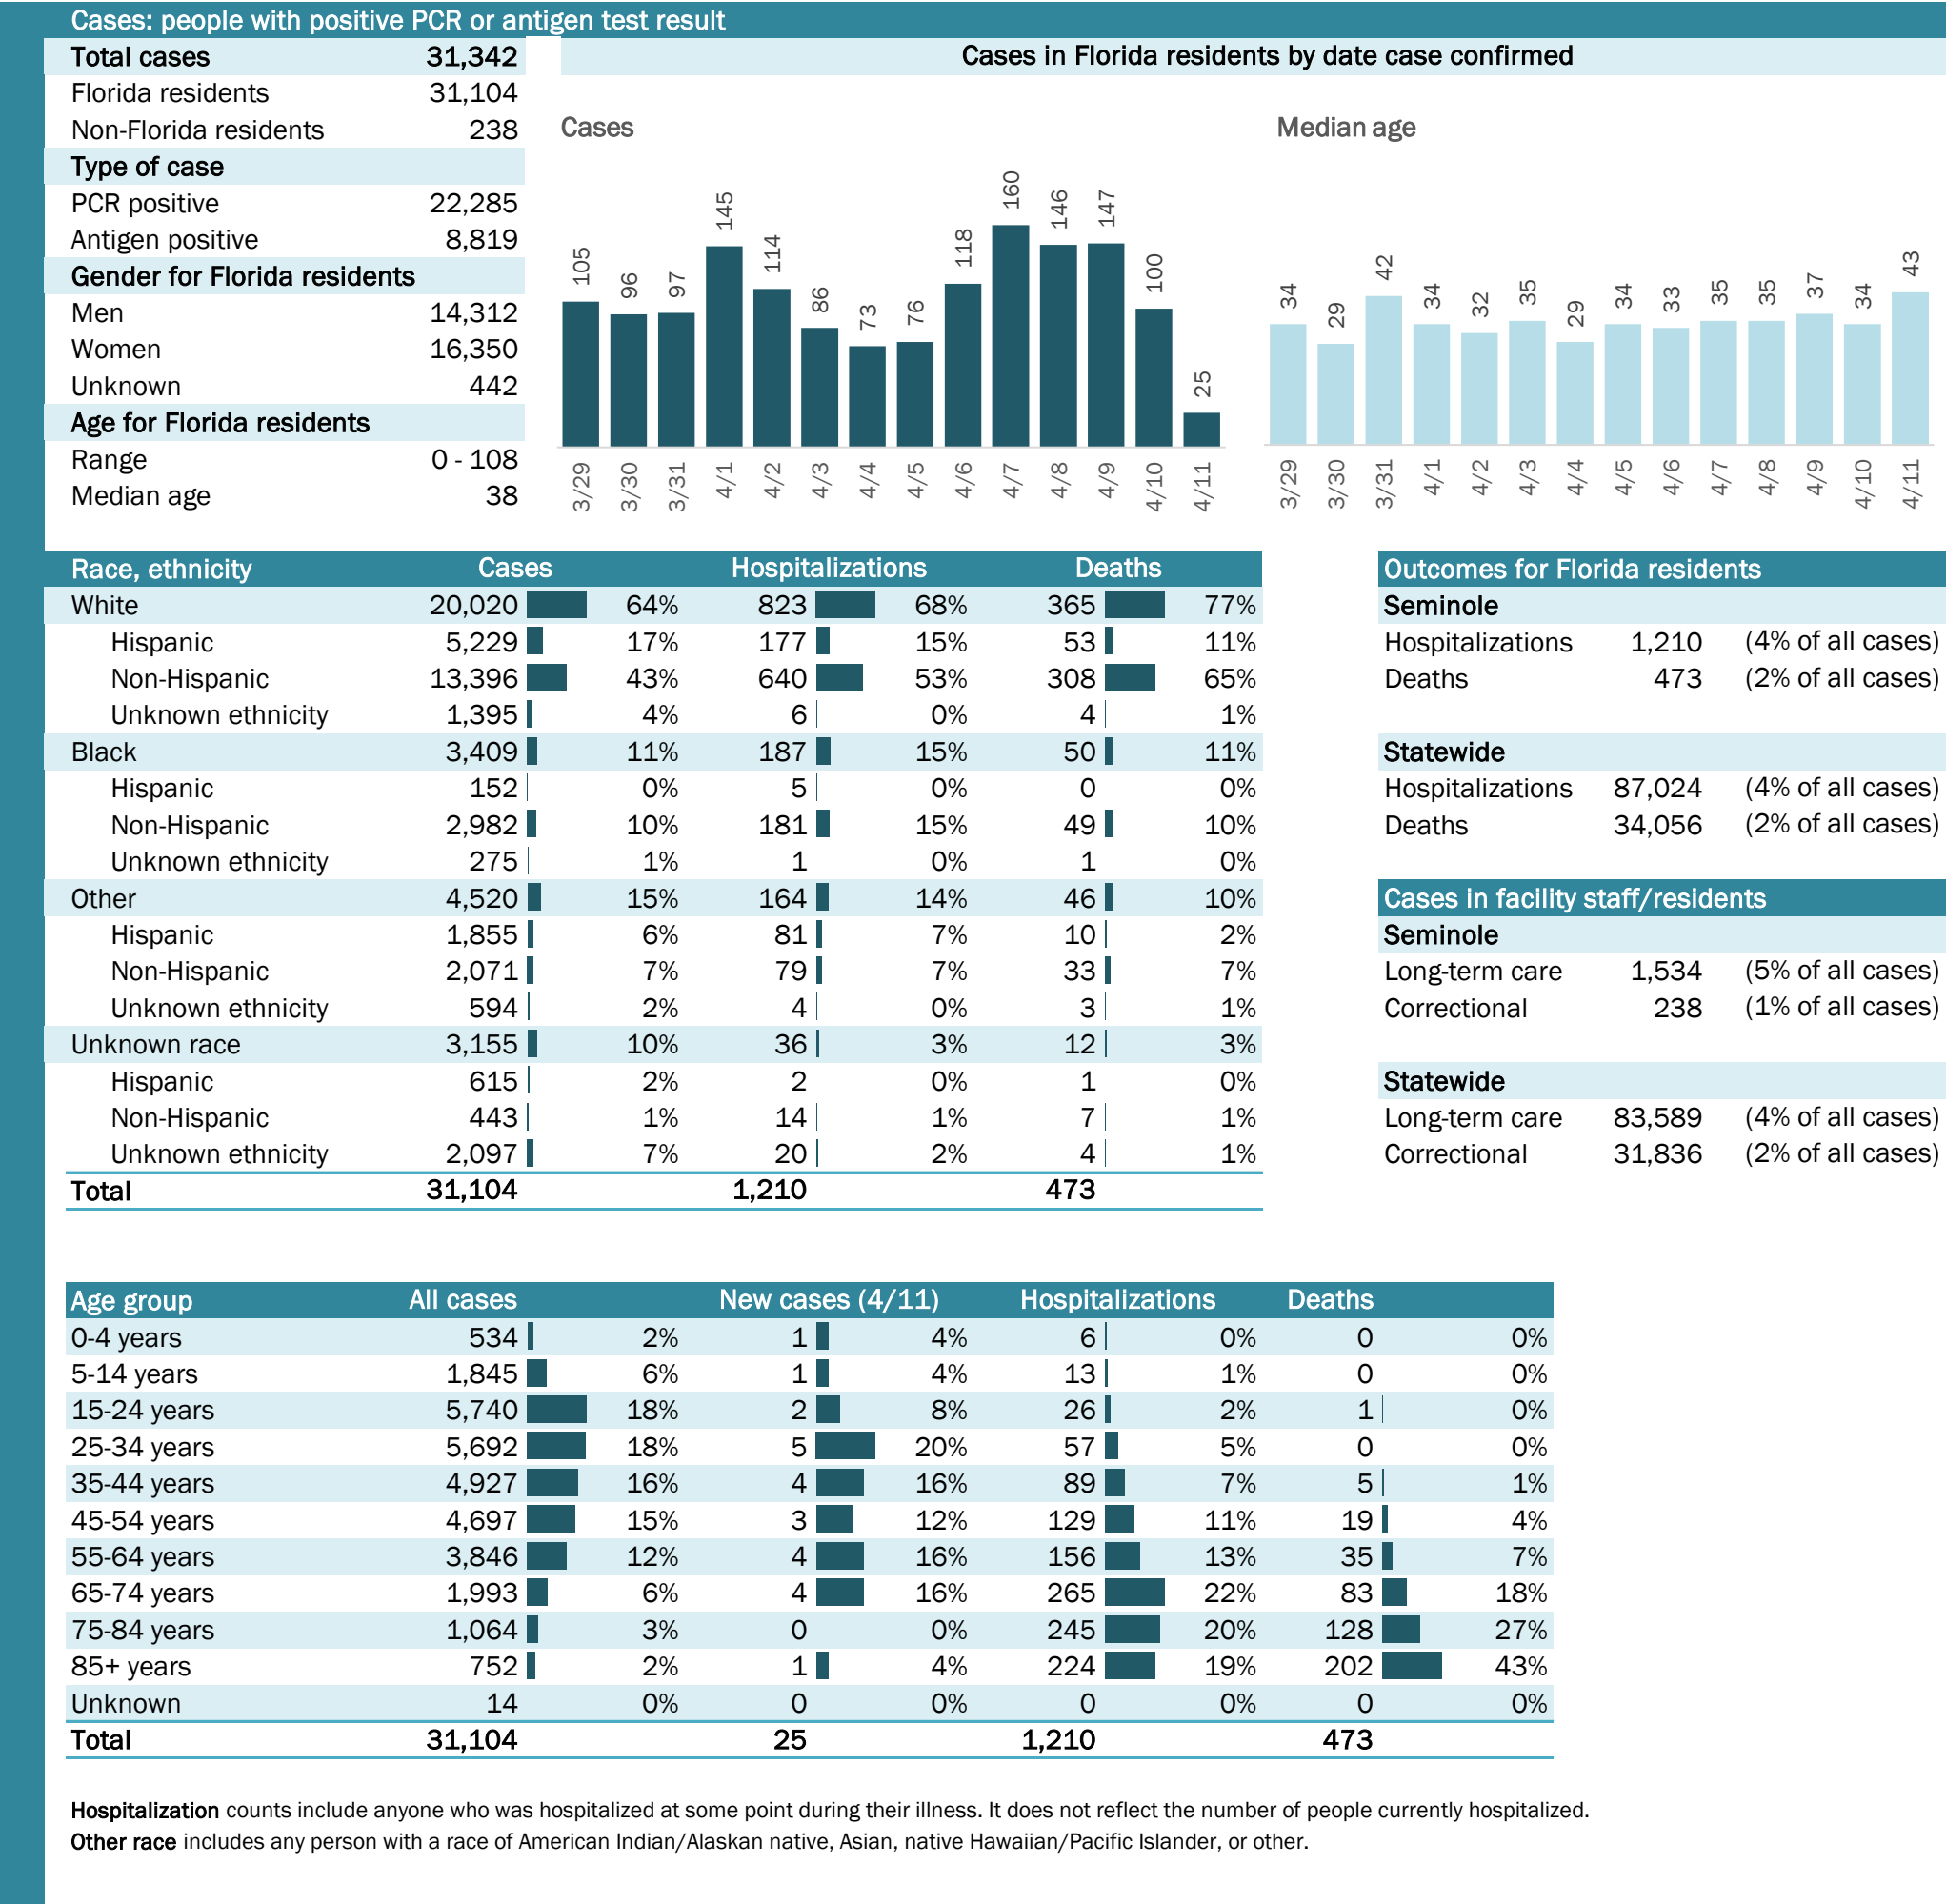 Cases: people with positive PCR or antigen test result
Total cases 31,342
Florida residents 31,104
Non-Florida residents 238
Type of case
PCR positive 22,285
Antigen positive 8,819
Gender for Florida residents
Men 14,312
Women 16,350
Unknown 442
Age for Florida residents
Range 0 - 108
Median age 38
Cases in Florida residents by date case confirmed
Cases
105 96 97 145 114 86 73 76 118 160 146 147 100 25
3/29 3/30 3/31 4/1 4/2 4/3 4/4 4/5 4/6 4/7 4/8 4/9 4/10 4/11
Median age
34 29 42 34 32 35 29 34 33 35 35 37 34 43
3/29 3/30 3/31 4/1 4/2 4/3 4/4 4/5 4/6 4/7 4/8 4/9 4/10 4/11
Race, ethnicity Cases Hospitalizations Deaths
White 20,020 64% 823 68% 365 77%
Hispanic 5,229 17% 177 15% 53 11%
Non-Hispanic 13,396 43% 640 53% 308 65%
Unknown ethnicity 1,395 4% 6 0% 4 1%
Black 3,409 11% 187 15% 50 11%
Hispanic 152 0% 5 0% 0 0%
Non-Hispanic 2,982 10% 181 15% 49 10%
Unknown ethnicity 275 1% 1 0% 1 0%
Other 4,520 15% 164 14% 46 10%
Hispanic 1,855 6% 81 7% 10 2%
Non-Hispanic 2,071 7% 79 7% 33 7%
Unknown ethnicity 594 2% 4 0% 3 1%
Unknown race 3,155 10% 36 3% 12 3%
Hispanic 615 2% 2 0% 1 0%
Non-Hispanic 443 1% 14 1% 7 1%
Unknown ethnicity 2,097 7% 20 2% 4 1%
Total 31,104 1,210 473
Outcomes for Florida residents
Seminole
Hospitalizations 1,210 (4% of all cases)
Deaths 473 (2% of all cases)
Statewide
Hospitalizations 87,024 (4% of all cases)
Deaths 34,056 (2% of all cases)
Cases in facility staff/residents
Seminole
Long-term care 1,534 (5% of all cases)
Correctional 238 (1% of all cases)
Statewide
Long-term care 83,589 (4% of all cases)
Correctional 31,836 (2% of all cases)
Age group All cases New cases (4/11) Hospitalizations Deaths
0-4 years 534 2% 1 4% 6 0% 0 0%
5-14 years 1,845 6% 1 4% 13 1% 0 0%
15-24 years 5,740 18% 2 8% 26 2% 1 0%
25-34 years 5,692 18% 5 20% 57 5% 0 0%
35-44 years 4,927 16% 4 16% 89 7% 5 1%
45-54 years 4,697 15% 3 12% 129 11% 19 4%
55-64 years 3,846 12% 4 16% 156 13% 35 7%
65-74 years 1,993 6% 4 16% 265 22% 83 18%
75-84 years 1,064 3% 0 0% 245 20% 128 27%
85+ years 752 2% 1 4% 224 19% 202 43%
Unknown 14 0% 0 0% 0 0% 0 0%
Total 31,104 25 1,210 473
Hospitalization counts include anyone who was hospitalized at some point during their illness. It does not reflect the number of people currently hospitalized.
Other race includes any person with a race of American Indian/Alaskan native, Asian, native Hawaiian/Pacific Islander, or other.